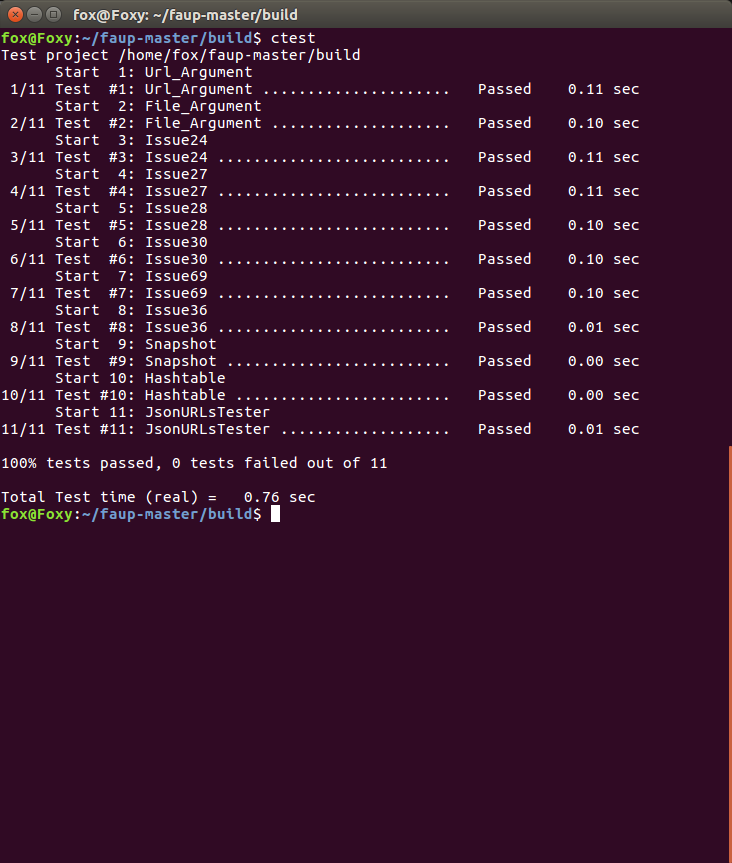 fox@Foxy: ~/faup-master/build
fox@Foxy:~/faup-master/build$ ctest
Test project /home/fox/faup-master/build
      Start  1: Url_Argument
 1/11 Test  #1: Url_Argument .....................   Passed    0.11 sec
      Start  2: File_Argument
 2/11 Test  #2: File_Argument ....................   Passed    0.10 sec
      Start  3: Issue24
 3/11 Test  #3: Issue24 ..........................   Passed    0.11 sec
      Start  4: Issue27
 4/11 Test  #4: Issue27 ..........................   Passed    0.11 sec
      Start  5: Issue28
 5/11 Test  #5: Issue28 ..........................   Passed    0.10 sec
      Start  6: Issue30
 6/11 Test  #6: Issue30 ..........................   Passed    0.10 sec
      Start  7: Issue69
 7/11 Test  #7: Issue69 ..........................   Passed    0.10 sec
      Start  8: Issue36
 8/11 Test  #8: Issue36 ..........................   Passed    0.01 sec
      Start  9: Snapshot
 9/11 Test  #9: Snapshot .........................   Passed    0.00 sec
      Start 10: Hashtable
10/11 Test #10: Hashtable ........................   Passed    0.00 sec
      Start 11: JsonURLsTester
11/11 Test #11: JsonURLsTester ...................   Passed    0.01 sec

100% tests passed, 0 tests failed out of 11

Total Test time (real) =   0.76 sec
fox@Foxy:~/faup-master/build$